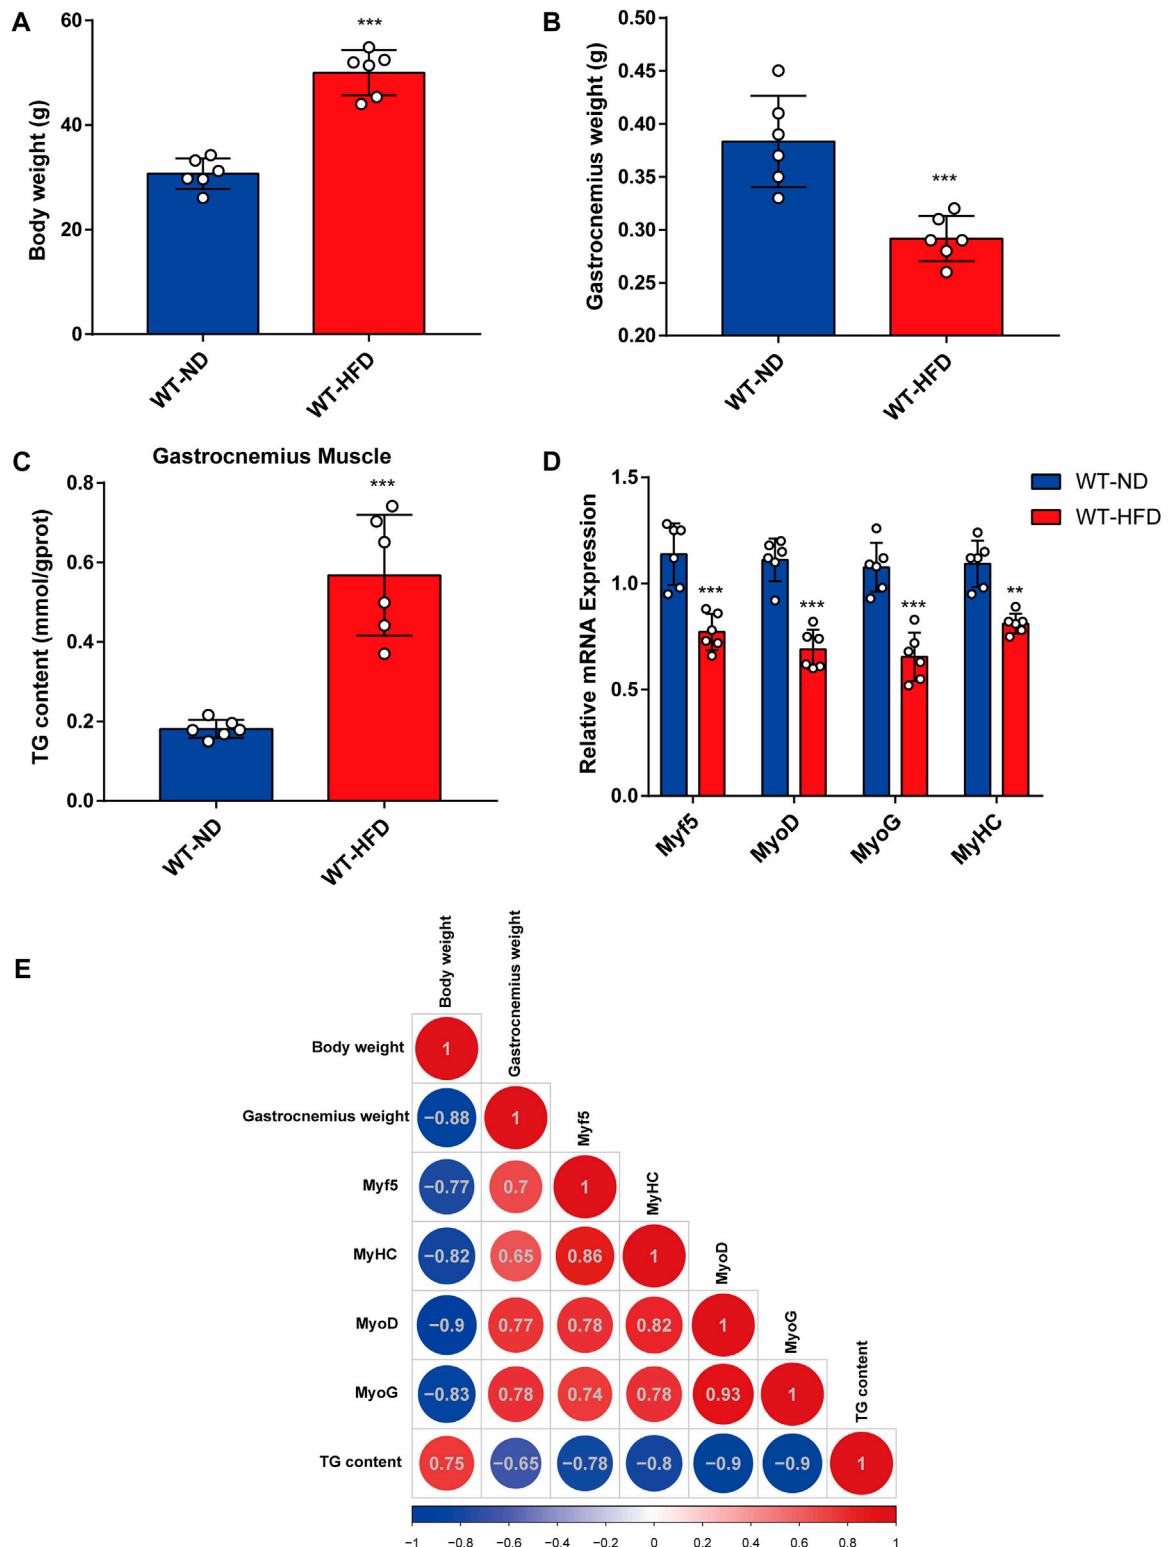 A
60
40
20
0
Body weight (g)
***
WT-ND
WT-HFD
B
0.50
0.45
0.40
0.35
0.30
0.25
0.20
Gastrocnemius weight (g)
***
WT-ND
WT-HFD
C
Gastrocnemius Muscle
0.8
0.6
0.4
0.2
0.0
TG content (mmol/gprot)
***
WT-ND
WT-HFD
D
1.5
1.0
0.5
0.0
Relative mRNA Expression
WT-ND
WT-HFD
*** *** *** **
Myf5 MyoD MyoG MyHC
E
Body weight
Gastrocnemius weight
Myf5
MyHC
MyoD
MyoG
TG content
Body weight 1
Gastrocnemius weight −0.88 1
Myf5 −0.77 0.7 1
MyHC −0.82 0.65 0.86 1
MyoD −0.9 0.77 0.78 0.82 1
MyoG −0.83 0.78 0.74 0.78 0.93 1
TG content 0.75 −0.65 −0.78 −0.8 −0.9 −0.9 1
−1 −0.8 −0.6 −0.4 −0.2 0 0.2 0.4 0.6 0.8 1